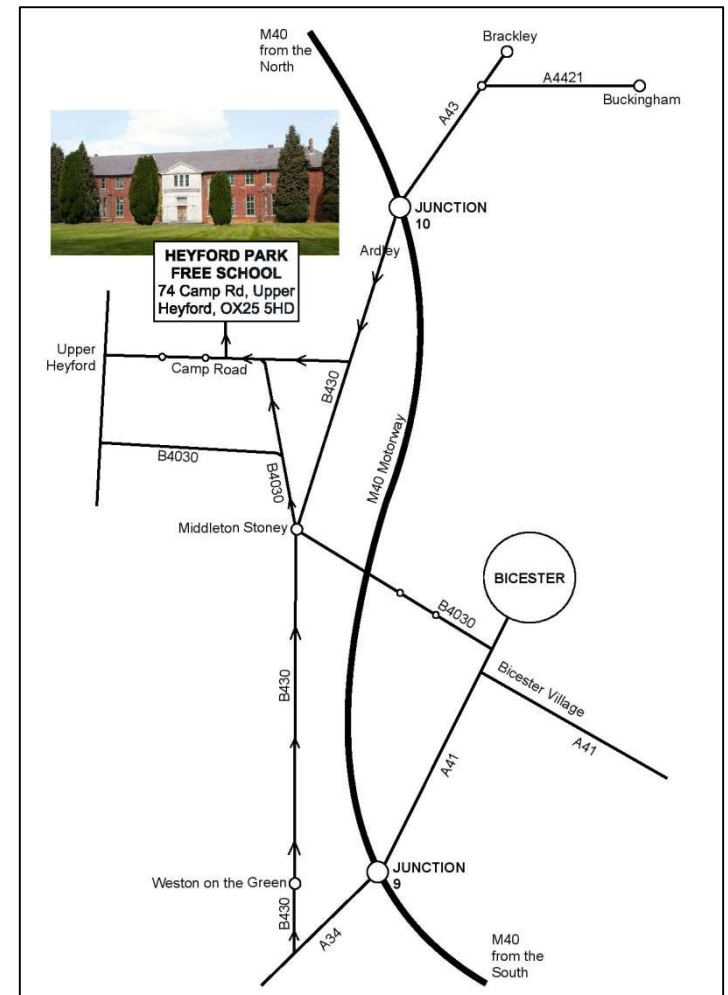 M40
from the
North
Brackley
A4421
Buckingham
A43
JUNCTION
10
Ardley
HEYFORD PARK
FREE SCHOOL
74 Camp Rd, Upper
Heyford, OX25 5HD
Upper
Heyford
Camp Road
B430
B4030
B4030
M40 Motorway
Middleton Stoney
BICESTER
B4030
Bicester Village
A41
B430
A41
JUNCTION
9
Weston on the Green
B430
A34
M40
from the
South